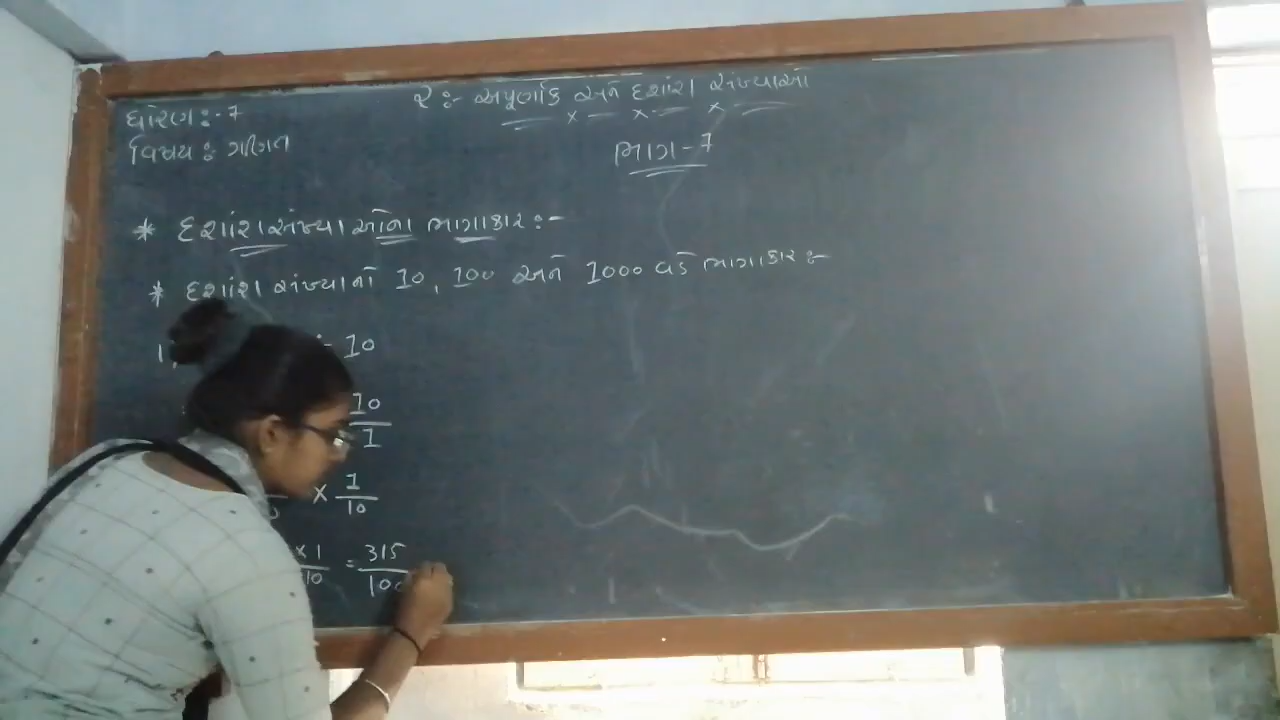 ધોરણ :- 7
વિષય : ગણિત
૨ :- અપૂર્ણાંક અને દશાંશ સંખ્યાઓ
ભાગ - 7
* દશાંશ સંખ્યાઓના ભાગાકાર :-
* દશાંશ સંખ્યાનો 10, 100 અને 1000 વડે ભાગાકાર :-
10
10/1
× 1/10
× 1/10 = 315/100